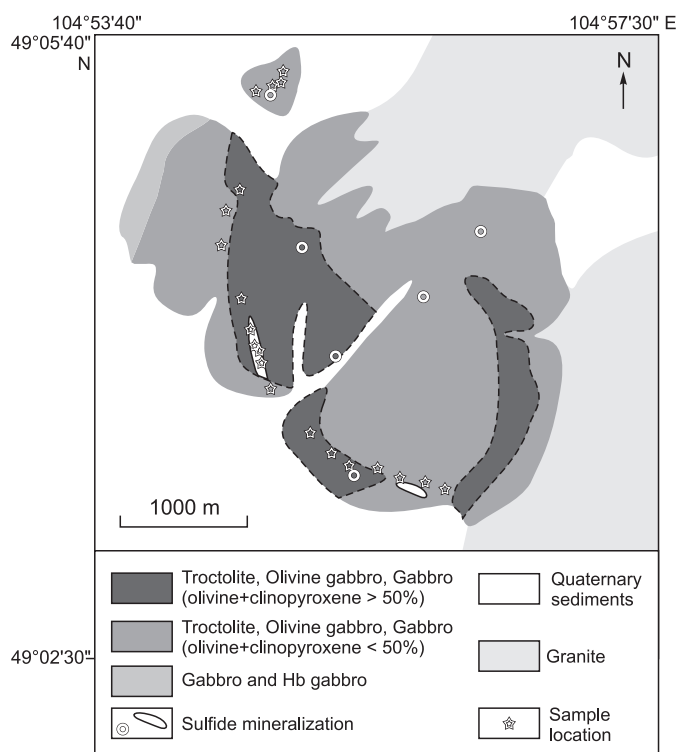 104°53'40"
104°57'30" E
49°05'40"
N
N
1000 m
Troctolite, Olivine gabbro, Gabbro
(olivine+clinopyroxene > 50%)
Quaternary
sediments
Troctolite, Olivine gabbro, Gabbro
(olivine+clinopyroxene < 50%)
49°02'30"
Granite
Gabbro and Hb gabbro
Sulfide mineralization
Sample
location